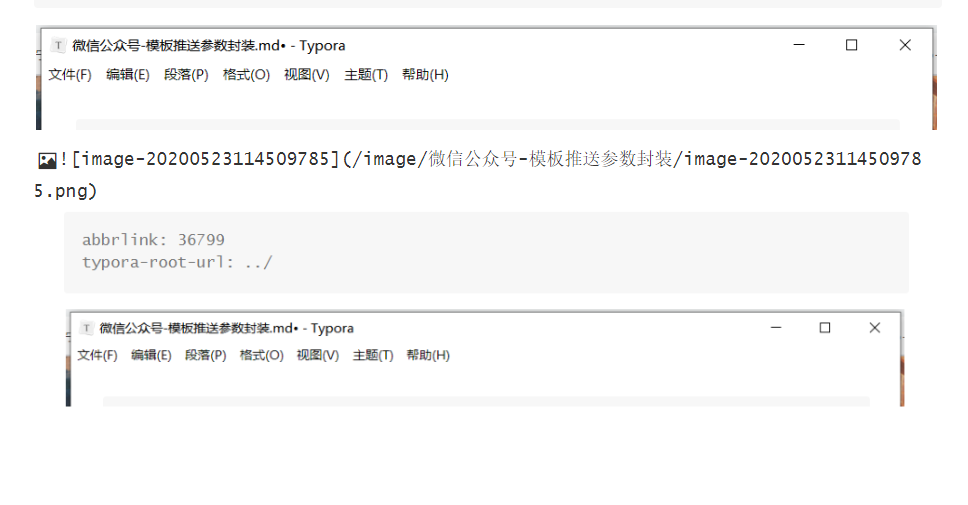 T 微信公众号-模板推送参数封装.md• - Typora
文件(F) 编辑(E) 段落(P) 格式(O) 视图(V) 主题(T) 帮助(H)
![image-20200523114509785](/image/微信公众号-模板推送参数封装/image-2020052311450978
5.png)
abbrlink: 36799
typora-root-url: ../
T 微信公众号-模板推送参数封装.md• - Typora
文件(F) 编辑(E) 段落(P) 格式(O) 视图(V) 主题(T) 帮助(H)